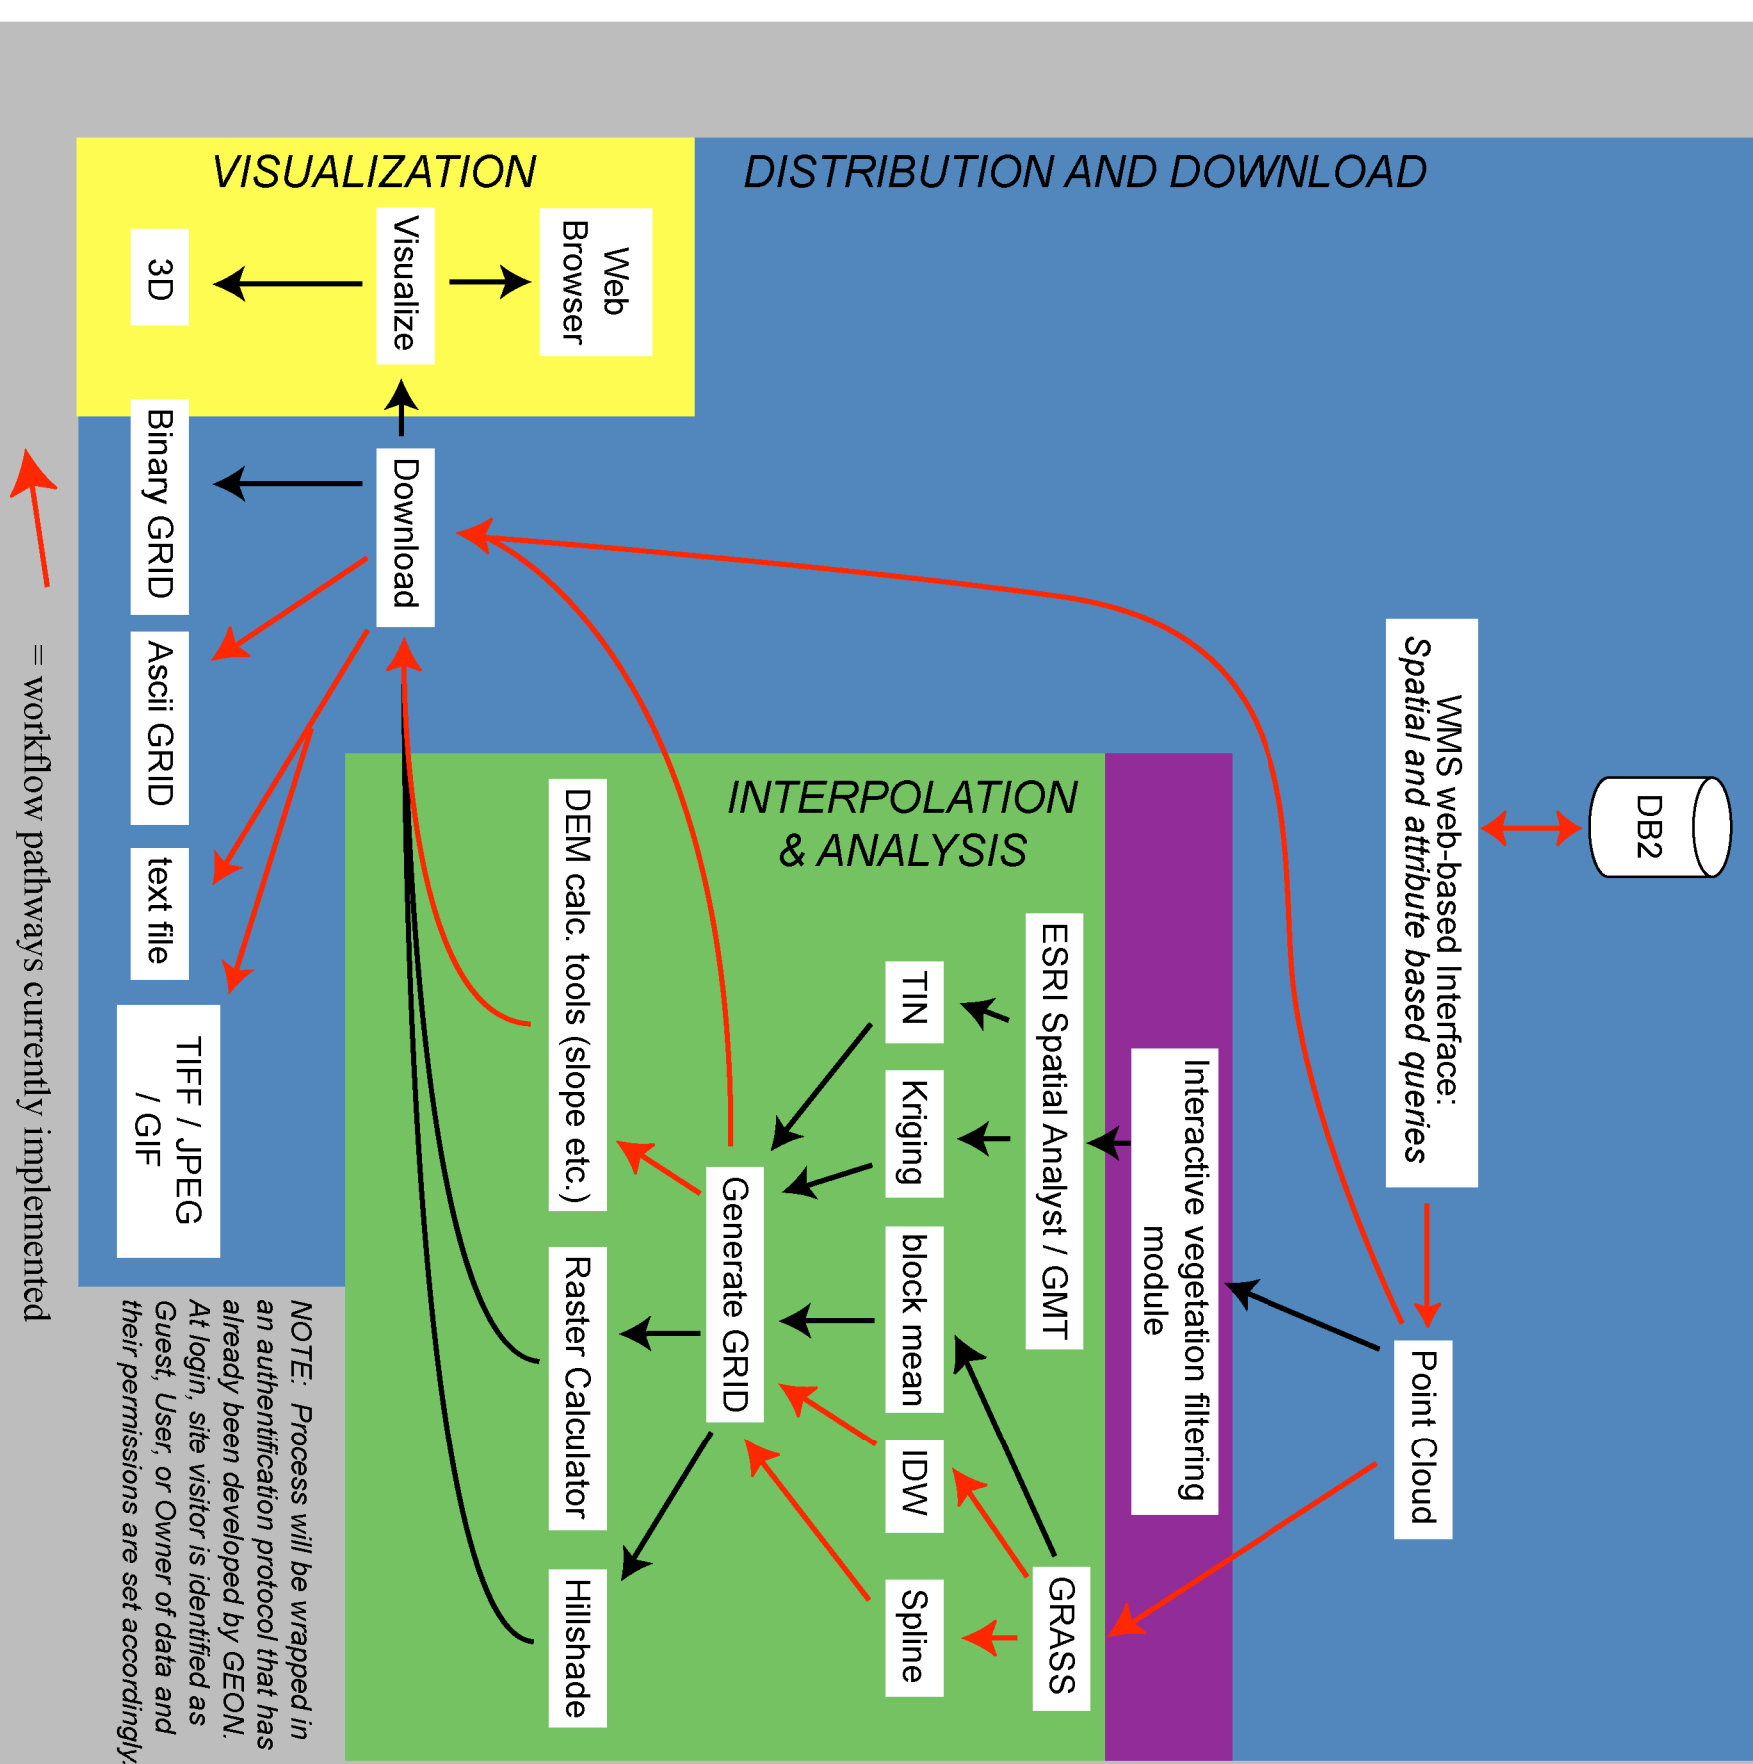 DISTRIBUTION AND DOWNLOAD
DB2
WMS web-based Interface:
Spatial and attribute based queries
Point Cloud
Interactive vegetation filtering
module
INTERPOLATION
& ANALYSIS
ESRI Spatial Analyst / GMT
GRASS
TIN
Kriging
block mean
IDW
Spline
Generate GRID
DEM calc. tools (slope etc.)
Raster Calculator
Hillshade
VISUALIZATION
Web
Browser
Visualize
3D
Download
Binary GRID
Ascii GRID
text file
TIFF / JPEG
/ GIF
NOTE: Process will be wrapped in
an authentification protocol that has
already been developed by GEON.
At login, site visitor is identified as
Guest, User, or Owner of data and
their permissions are set accordingly.
= workflow pathways currently implemented